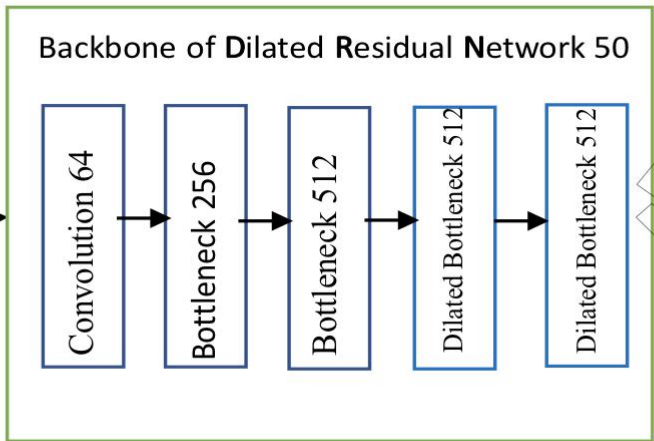 Backbone of Dilated Residual Network 50
Convolution 64
Bottleneck 256
Bottleneck 512
Dilated Bottleneck 512
Dilated Bottleneck 512